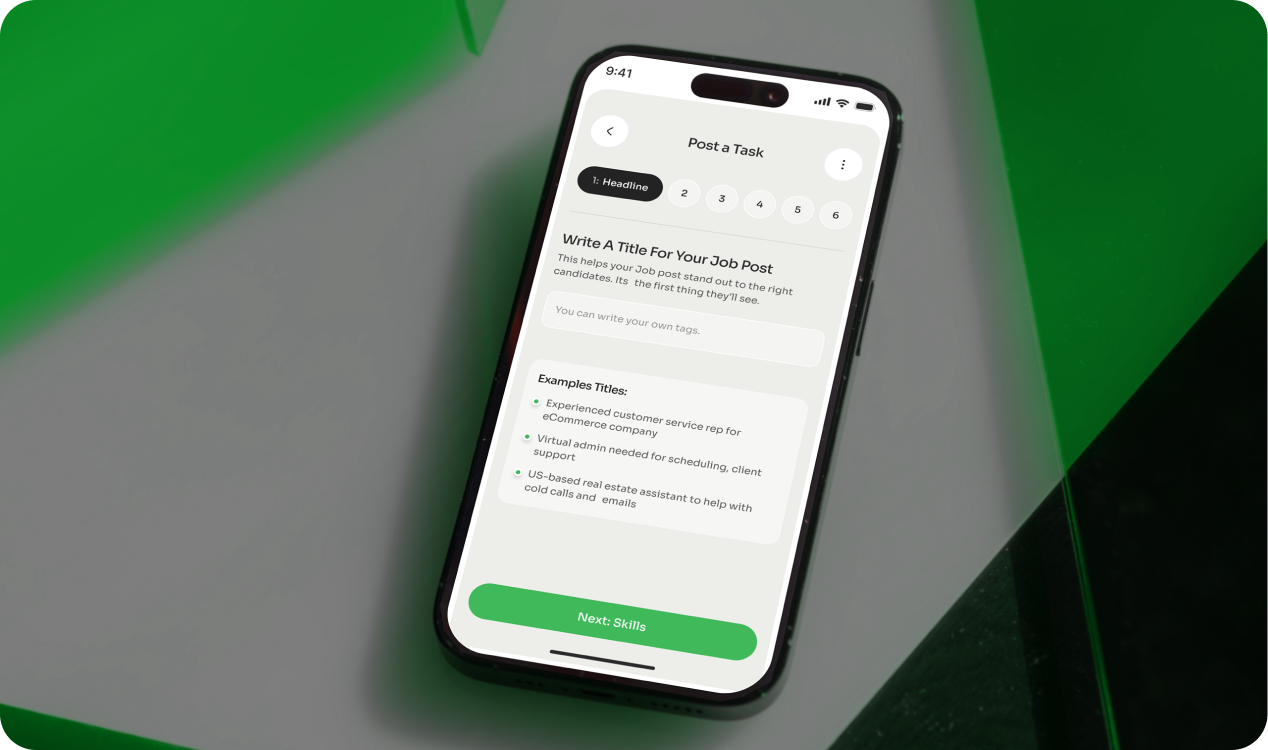 9:41
Post a Task
1: Headline 2 3 4 5 6
Write A Title For Your Job Post
This helps your Job post stand out to the right
candidates. Its the first thing they'll see.
You can write your own tags.
Examples Titles:
Experienced customer service rep for
eCommerce company
Virtual admin needed for scheduling, client
support
US-based real estate assistant to help with
cold calls and emails
Next: Skills